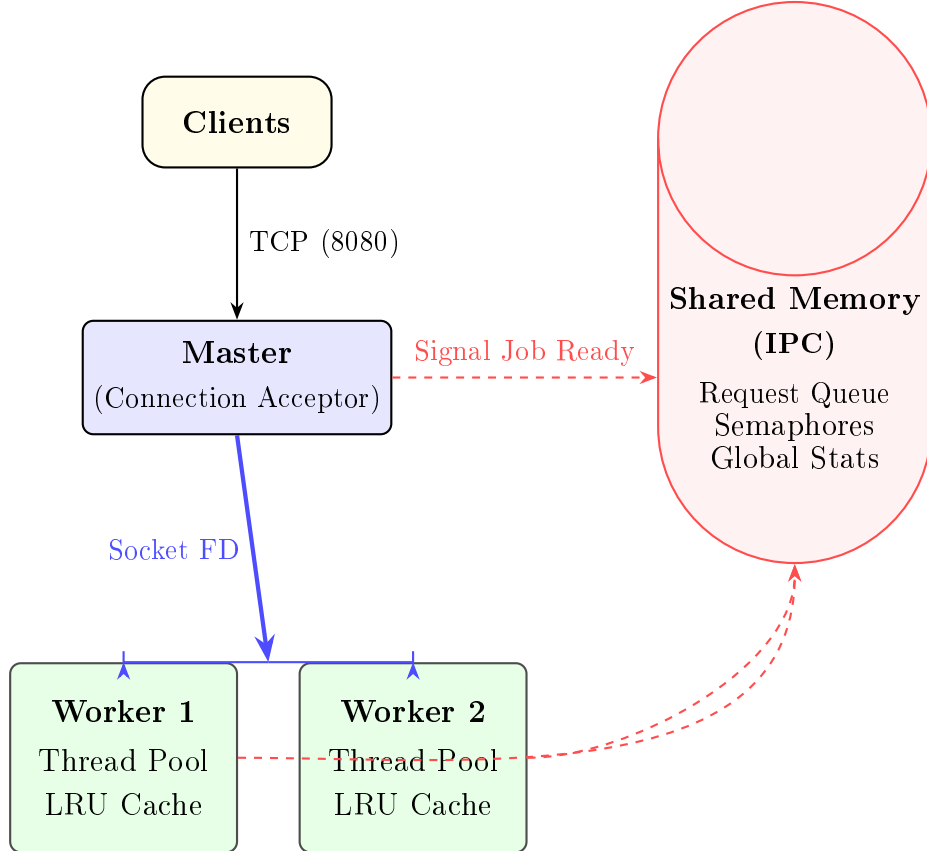 Clients
TCP (8080)
Master
(Connection Acceptor)
Signal Job Ready
Shared Memory
(IPC)
Request Queue
Semaphores
Global Stats
Socket FD
Worker 1
Thread Pool
LRU Cache
Worker 2
Thread Pool
LRU Cache